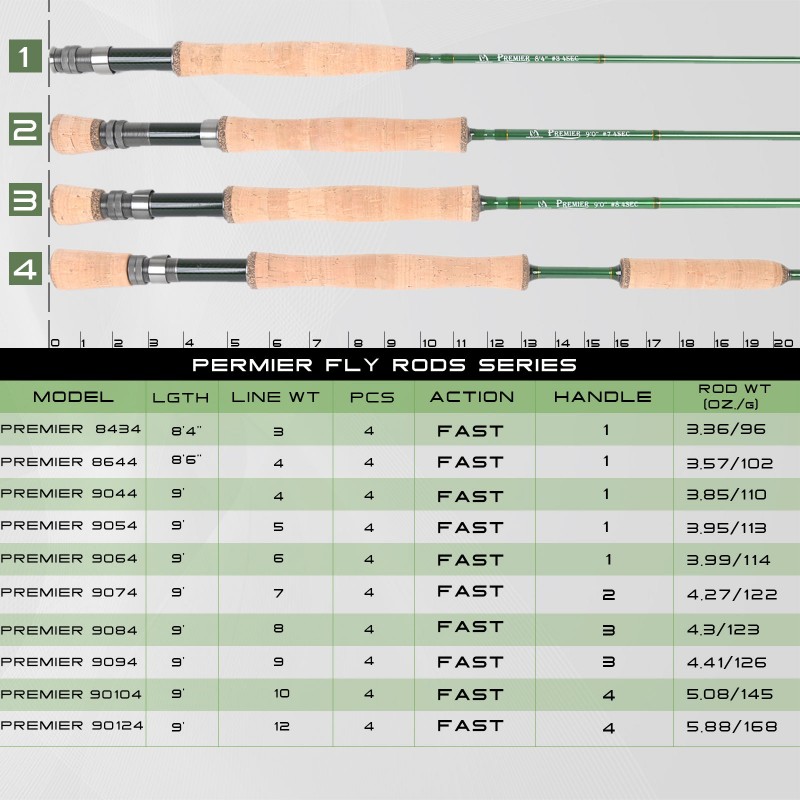 1
PREMIER 8'4" #3 4SEC
2
PREMIER 9'0" #7 4SEC
3
PREMIER 9'0" #8 4SEC
4
0 1 2 3 4 5 6 7 8 9 10 11 12 13 14 15 16 17 18 16 19 20
PERMIER FLY RODS SERIES
MODEL LGTH LINE WT PCS ACTION HANDLE ROD WT (OZ./G)
PREMIER 8434 8'4" 3 4 FAST 1 3.36/96
PREMIER 8644 8'6" 4 4 FAST 1 3.57/102
PREMIER 9044 9' 4 4 FAST 1 3.85/110
PREMIER 9054 9' 5 4 FAST 1 3.95/113
PREMIER 9064 9' 6 4 FAST 1 3.99/114
PREMIER 9074 9' 7 4 FAST 2 4.27/122
PREMIER 9084 9' 8 4 FAST 3 4.3/123
PREMIER 9094 9' 9 4 FAST 3 4.41/126
PREMIER 90104 9' 10 4 FAST 4 5.08/145
PREMIER 90124 9' 12 4 FAST 4 5.88/168